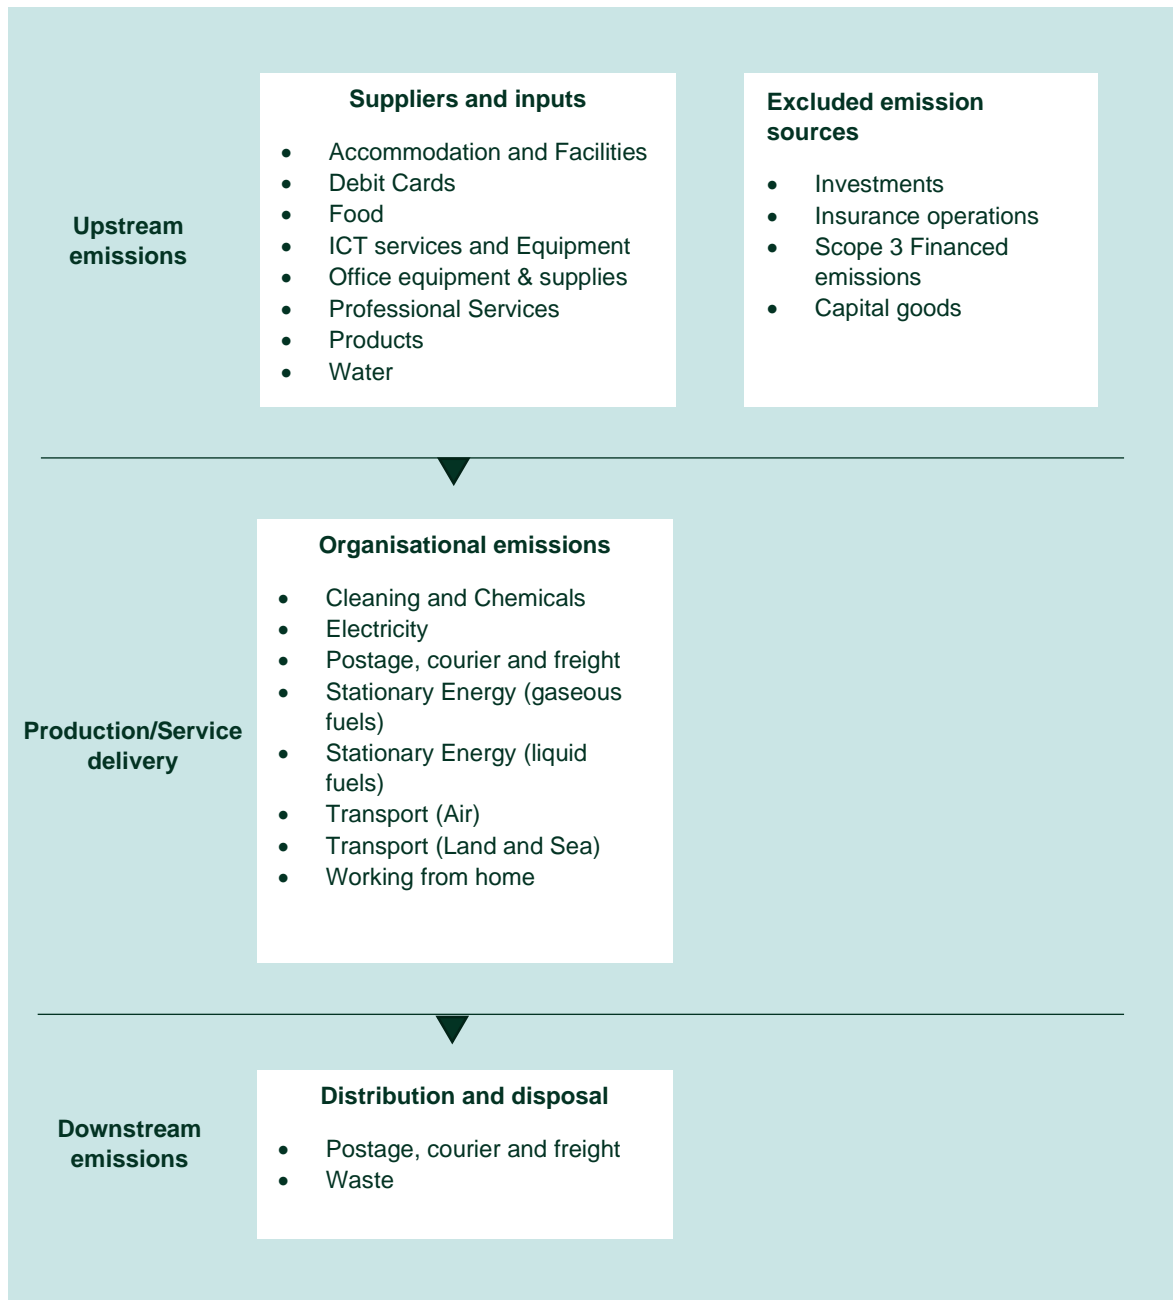 Upstream
emissions
Suppliers and inputs
• Accommodation and Facilities
• Debit Cards
• Food
• ICT services and Equipment
• Office equipment & supplies
• Professional Services
• Products
• Water
Excluded emission
sources
• Investments
• Insurance operations
• Scope 3 Financed
emissions
• Capital goods
Production/Service
delivery
Organisational emissions
• Cleaning and Chemicals
• Electricity
• Postage, courier and freight
• Stationary Energy (gaseous
fuels)
• Stationary Energy (liquid
fuels)
• Transport (Air)
• Transport (Land and Sea)
• Working from home
Downstream
emissions
Distribution and disposal
• Postage, courier and freight
• Waste